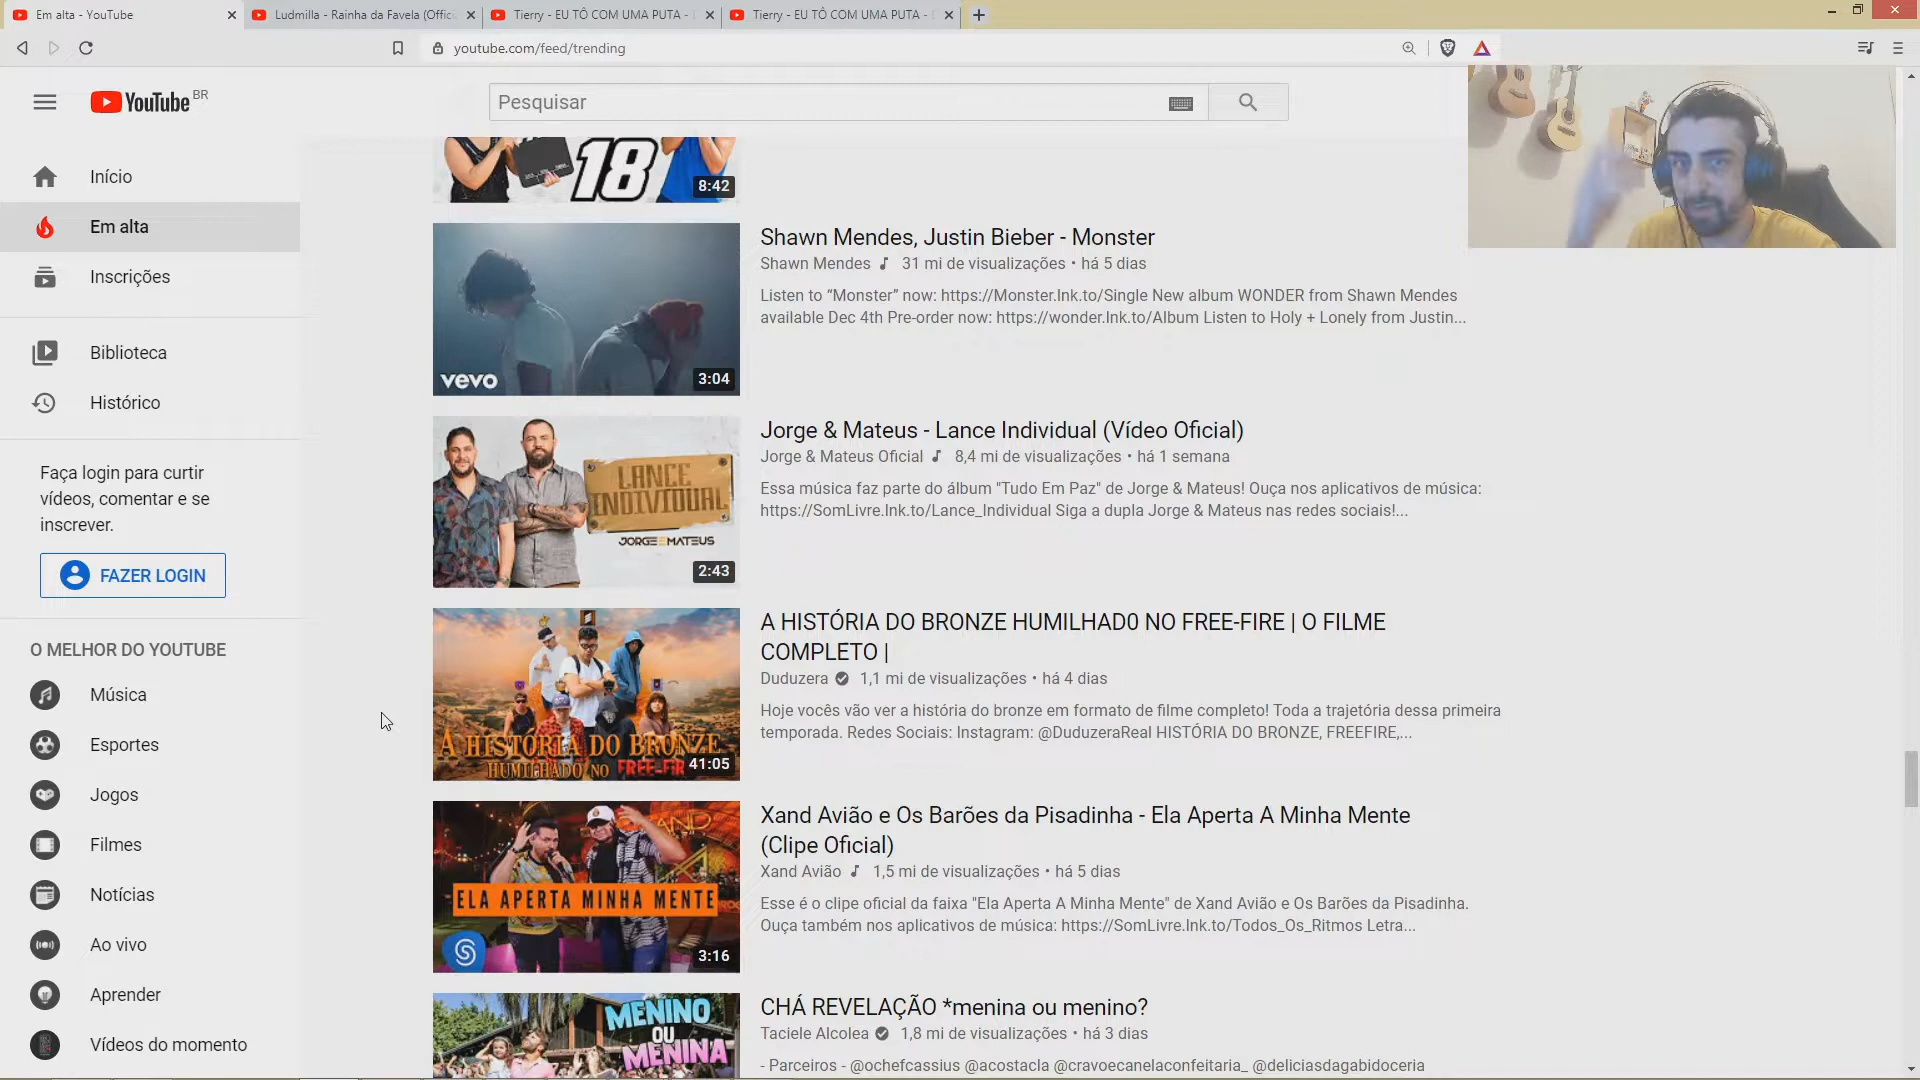 Em alta - YouTube
Ludmilla - Rainha da Favela (Offici
Tierry - EU TÔ COM UMA PUTA -
Tierry - EU TÔ COM UMA PUTA -
youtube.com/feed/trending
YouTube BR
Pesquisar
Início
Em alta
Inscrições
Biblioteca
Histórico
Faça login para curtir
vídeos, comentar e se
inscrever.
FAZER LOGIN
O MELHOR DO YOUTUBE
Música
Esportes
Jogos
Filmes
Notícias
Ao vivo
Aprender
Vídeos do momento
18
8:42
vevo
3:04
Shawn Mendes, Justin Bieber - Monster
Shawn Mendes 31 mi de visualizações • há 5 dias
Listen to “Monster” now: https://Monster.lnk.to/Single New album WONDER from Shawn Mendes
available Dec 4th Pre-order now: https://wonder.lnk.to/Album Listen to Holy + Lonely from Justin...
LANCE
INDIVIDUAL
JORGE E MATEUS
2:43
Jorge & Mateus - Lance Individual (Vídeo Oficial)
Jorge & Mateus Oficial 8,4 mi de visualizações • há 1 semana
Essa música faz parte do álbum "Tudo Em Paz" de Jorge & Mateus! Ouça nos aplicativos de música:
https://SomLivre.lnk.to/Lance_Individual Siga a dupla Jorge & Mateus nas redes sociais!...
A HISTÓRIA DO BRONZE
HUMILHADO NO FREE-FIR
41:05
A HISTÓRIA DO BRONZE HUMILHAD0 NO FREE-FIRE | O FILME
COMPLETO |
Duduzera 1,1 mi de visualizações • há 4 dias
Hoje vocês vão ver a história do bronze em formato de filme completo! Toda a trajetória dessa primeira
temporada. Redes Sociais: Instagram: @DuduzeraReal HISTÓRIA DO BRONZE, FREEFIRE,...
ELA APERTA MINHA MENTE
3:16
Xand Avião e Os Barões da Pisadinha - Ela Aperta A Minha Mente
(Clipe Oficial)
Xand Avião 1,5 mi de visualizações • há 5 dias
Esse é o clipe oficial da faixa "Ela Aperta A Minha Mente" de Xand Avião e Os Barões da Pisadinha.
Ouça também nos aplicativos de música: https://SomLivre.lnk.to/Todos_Os_Ritmos Letra...
MENINO
OU
MENINA
CHÁ REVELAÇÃO *menina ou menino?
Taciele Alcolea 1,8 mi de visualizações • há 3 dias
- Parceiros - @ochefcassius @acostacla @cravoecanelaconfeitaria_ @deliciasdagabidoceria